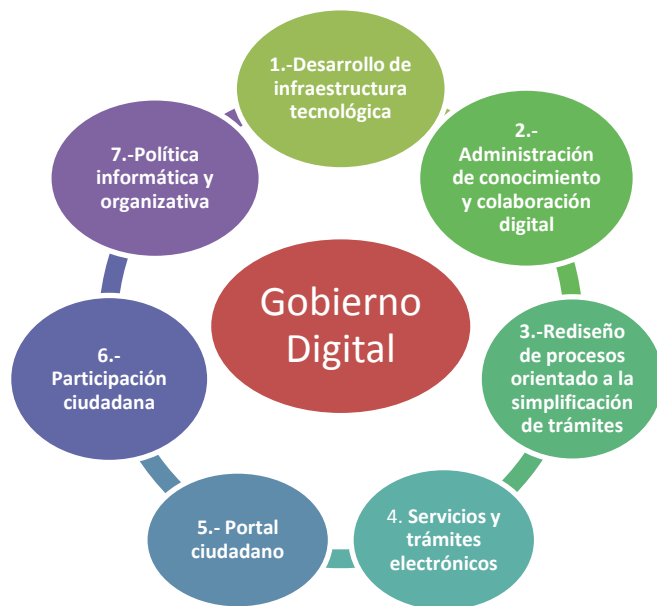 1.-Desarrollo de
infraestructura
tecnológica
2.-
Administración
de conocimiento
y colaboración
digital
3.-Rediseño
de procesos
orientado a la
simplificación
de trámites
4. Servicios y
trámites
electrónicos
5.- Portal
ciudadano
6.-
Participación
ciudadana
7.-Política
informática y
organizativa
Gobierno
Digital